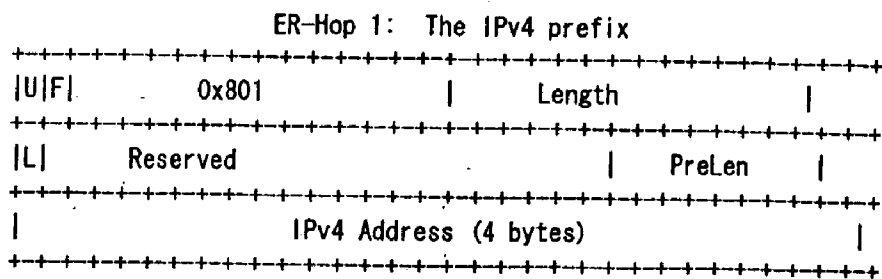 ER-Hop 1: The IPv4 prefix
+-+-+-+-+-+-+-+-+-+-+-+-+-+-+-+-+-+-+-+-+-+-+-+-+-+-+-+-+-+-+-+-+
|U|F| 0x801 | Length |
+-+-+-+-+-+-+-+-+-+-+-+-+-+-+-+-+-+-+-+-+-+-+-+-+-+-+-+-+-+-+-+-+
|L| Reserved | PreLen |
+-+-+-+-+-+-+-+-+-+-+-+-+-+-+-+-+-+-+-+-+-+-+-+-+-+-+-+-+-+-+-+-+
| IPv4 Address (4 bytes) |
+-+-+-+-+-+-+-+-+-+-+-+-+-+-+-+-+-+-+-+-+-+-+-+-+-+-+-+-+-+-+-+-+